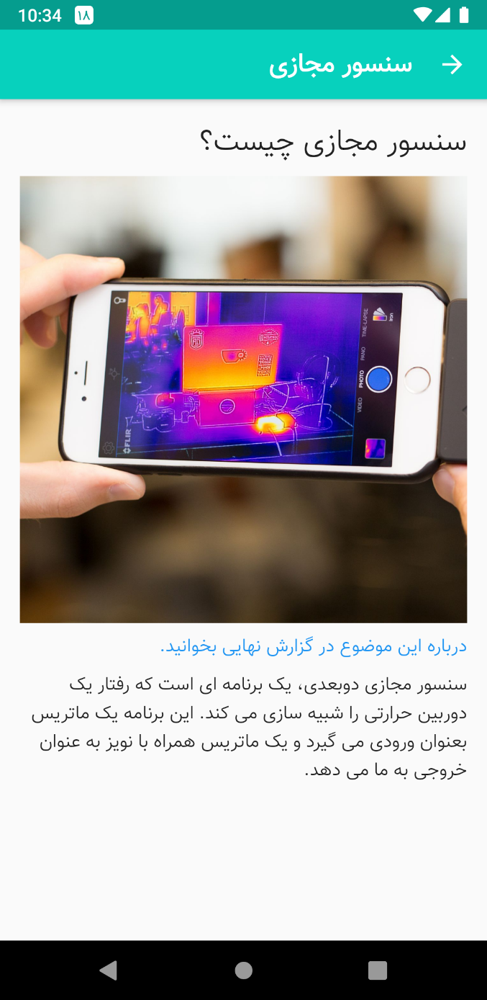 10:34 ۱۸
سنسور مجازی
سنسور مجازی چیست؟
TIME-LAPSE
Iron
PANO
PHOTO
VIDEO
FLIR
درباره این موضوع در گزارش نهایی بخوانید.
سنسور مجازی دوبعدی، یک برنامه ای است که رفتار یک
دوربین حرارتی را شبیه سازی می کند. این برنامه یک ماتریس
بعنوان ورودی می گیرد و یک ماتریس همراه با نویز به عنوان
خروجی به ما می دهد.